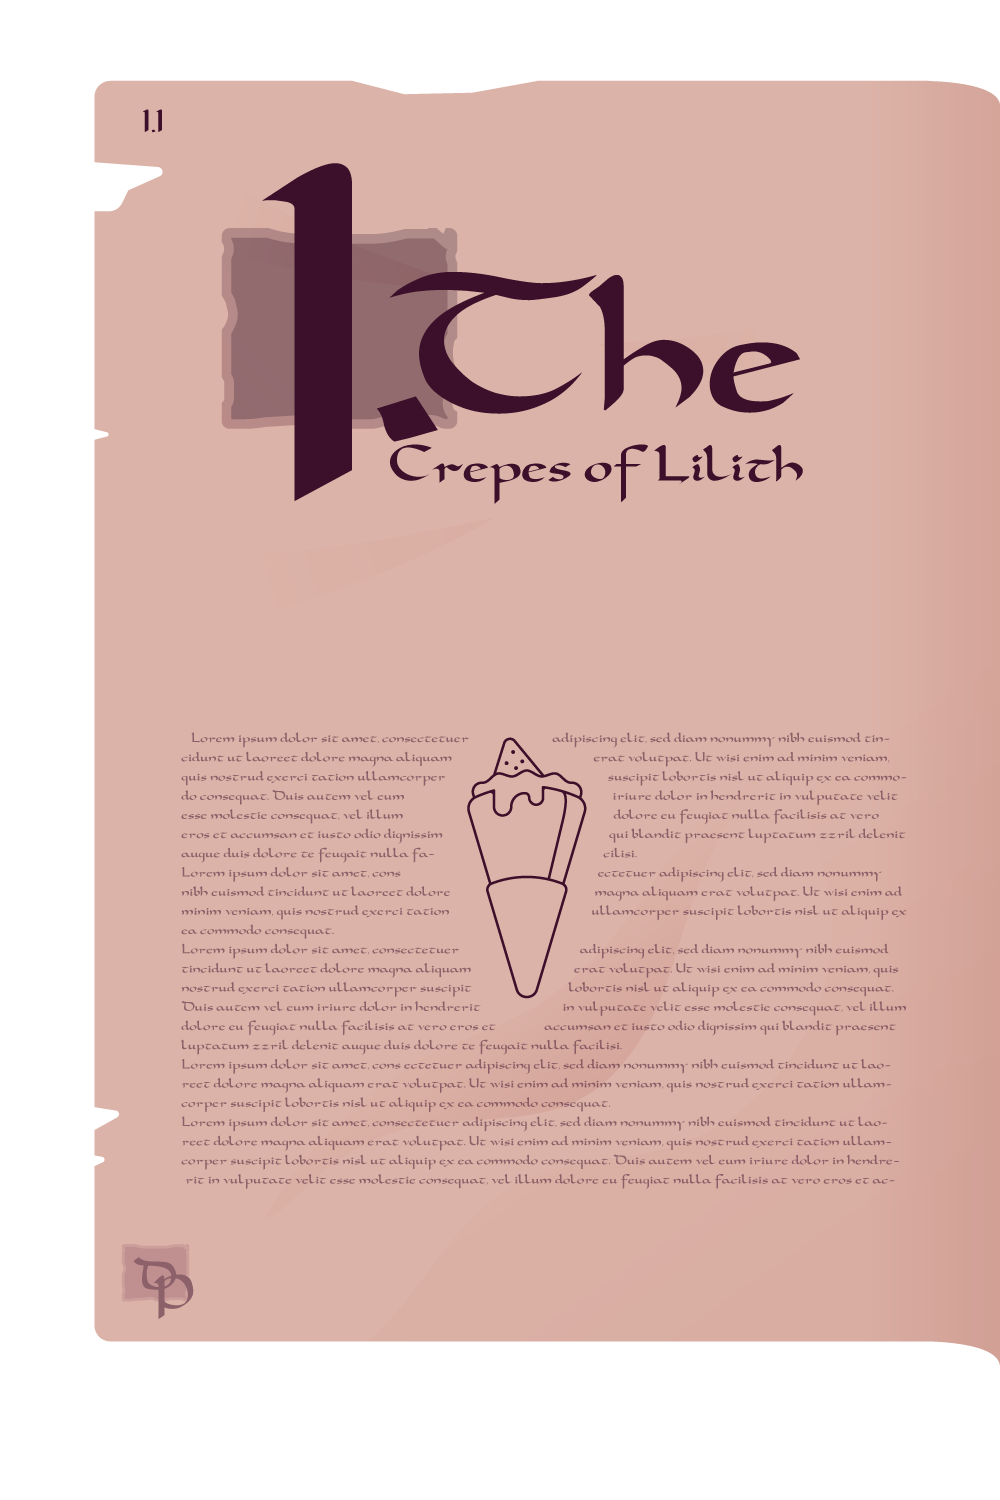 1.1
1. The
Crepes of Lilith
Lorem ipsum dolor sit amet, consectetuer adipiscing elit, sed diam nonummy nibh euismod tin-
cidunt ut laoreet dolore magna aliquam erat volutpat. Ut wisi enim ad minim veniam,
quis nostrud exerci tation ullamcorper suscipit lobortis nisl ut aliquip ex ea commo-
do consequat. Duis autem vel eum iriure dolor in hendrerit in vulputate velit
esse molestie consequat, vel illum dolore eu feugiat nulla facilisis at vero
eros et accumsan et iusto odio dignissim qui blandit praesent luptatum zzril delenit
augue duis dolore te feugait nulla fa- cilisi.
Lorem ipsum dolor sit amet, cons ectetuer adipiscing elit, sed diam nonummy
nibh euismod tincidunt ut laoreet dolore magna aliquam erat volutpat. Ut wisi enim ad
minim veniam, quis nostrud exerci tation ullamcorper suscipit lobortis nisl ut aliquip ex
ea commodo consequat.
Lorem ipsum dolor sit amet, consectetuer adipiscing elit, sed diam nonummy nibh euismod
tincidunt ut laoreet dolore magna aliquam erat volutpat. Ut wisi enim ad minim veniam, quis
nostrud exerci tation ullamcorper suscipit lobortis nisl ut aliquip ex ea commodo consequat.
Duis autem vel eum iriure dolor in hendrerit in vulputate velit esse molestie consequat, vel illum
dolore eu feugiat nulla facilisis at vero eros et accumsan et iusto odio dignissim qui blandit praesent
luptatum zzril delenit augue duis dolore te feugait nulla facilisi.
Lorem ipsum dolor sit amet, cons ectetuer adipiscing elit, sed diam nonummy nibh euismod tincidunt ut lao-
reet dolore magna aliquam erat volutpat. Ut wisi enim ad minim veniam, quis nostrud exerci tation ullam-
corper suscipit lobortis nisl ut aliquip ex ea commodo consequat.
Lorem ipsum dolor sit amet, consectetuer adipiscing elit, sed diam nonummy nibh euismod tincidunt ut lao-
reet dolore magna aliquam erat volutpat. Ut wisi enim ad minim veniam, quis nostrud exerci tation ullam-
corper suscipit lobortis nisl ut aliquip ex ea commodo consequat. Duis autem vel eum iriure dolor in hendre-
rit in vulputate velit esse molestie consequat, vel illum dolore eu feugiat nulla facilisis at vero eros et ac-
Dp